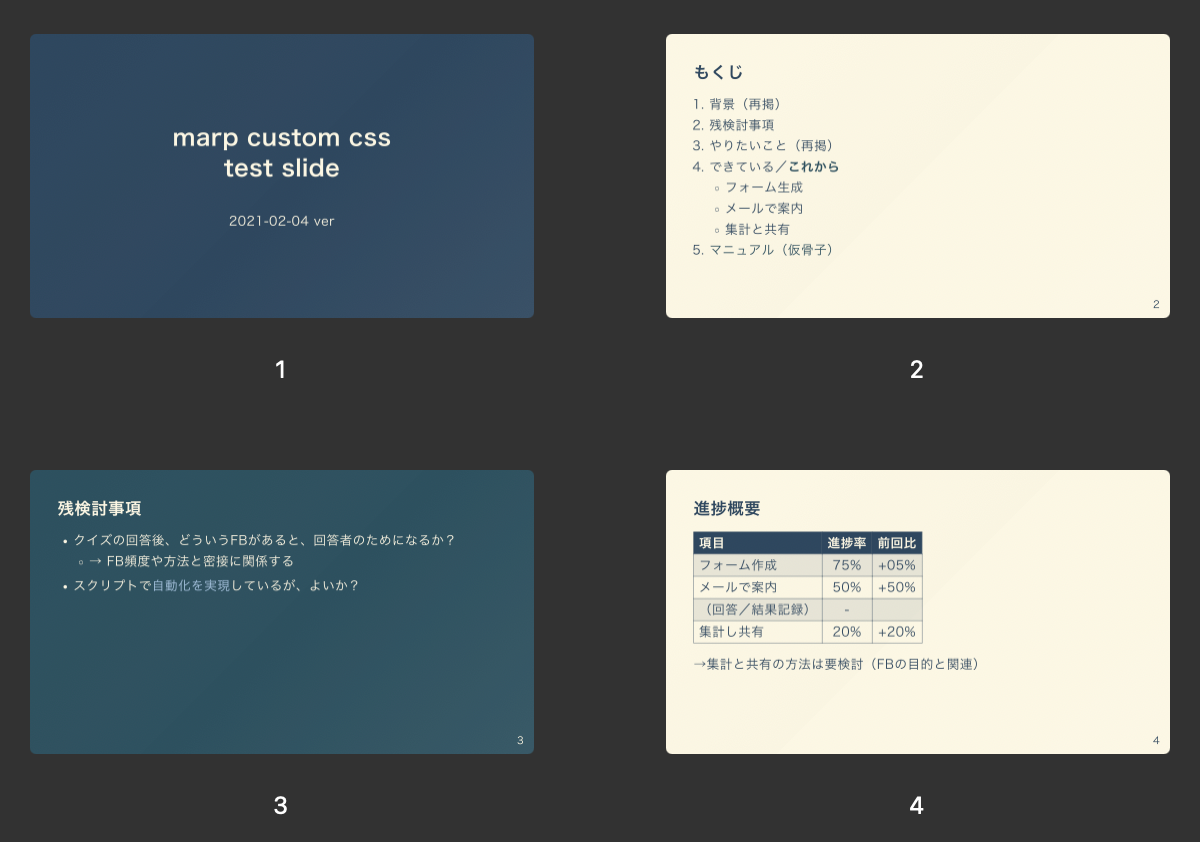 marp custom css
test slide
2021-02-04 ver
1
もくじ
1. 背景（再掲）
2. 残検討事項
3. やりたいこと（再掲）
4. できている／これから
◦ フォーム生成
◦ メールで案内
◦ 集計と共有
5. マニュアル（仮骨子）
2
2
残検討事項
• クイズの回答後、どういうFBがあると、回答者のためになるか？
◦ → FB頻度や方法と密接に関係する
• スクリプトで自動化を実現しているが、よいか？
3
3
進捗概要
項目 進捗率 前回比
フォーム作成 75% +05%
メールで案内 50% +50%
（回答／結果記録） -
集計し共有 20% +20%
→集計と共有の方法は要検討（FBの目的と関連）
4
4